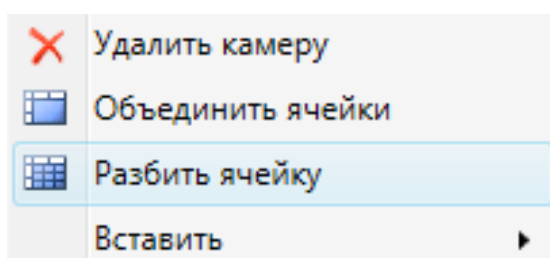 Удалить камеру
Объединить ячейки
Разбить ячейку
Вставить